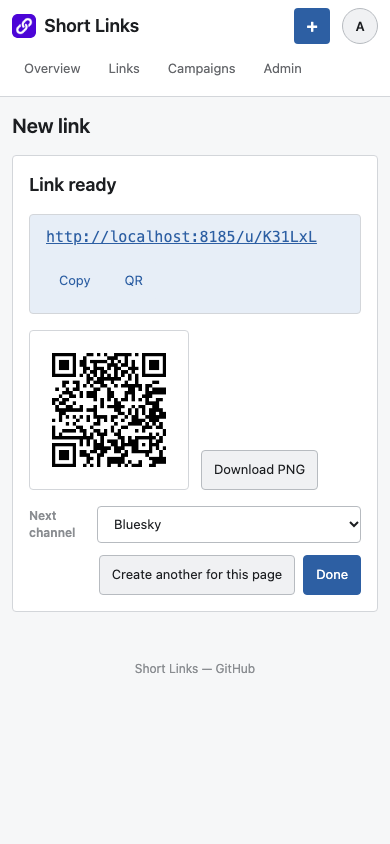 Short Links
+
A
Overview Links Campaigns Admin
New link
Link ready
http://localhost:8185/u/K31LxL
Copy QR
Download PNG
Next
channel
Bluesky
Create another for this page Done
Short Links — GitHub